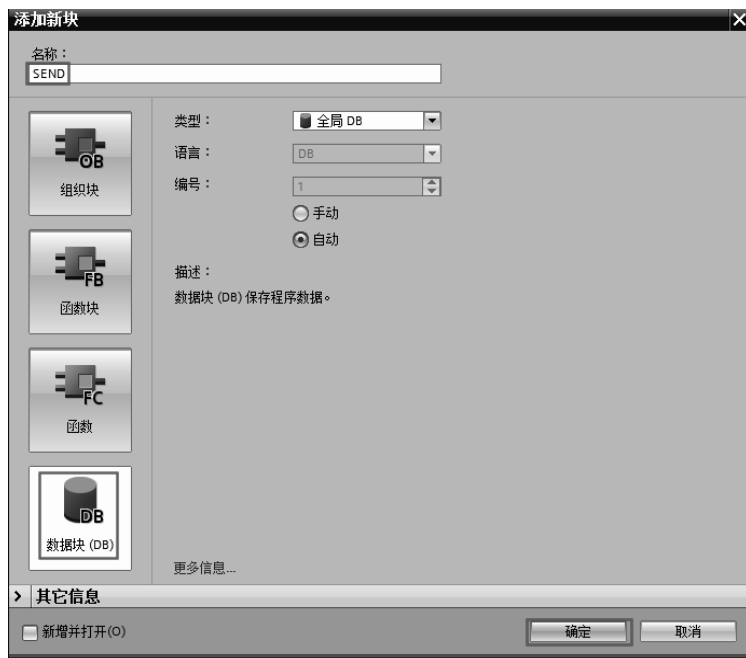 添加新块
名称：
SEND
OB
组织块
FB
函数块
FC
函数
DB
数据块 (DB)
类型： 全局 DB
语言： DB
编号： 1
手动
自动
描述：
数据块 (DB) 保存程序数据。
更多信息...
> 其它信息
新增并打开(O)
确定 取消